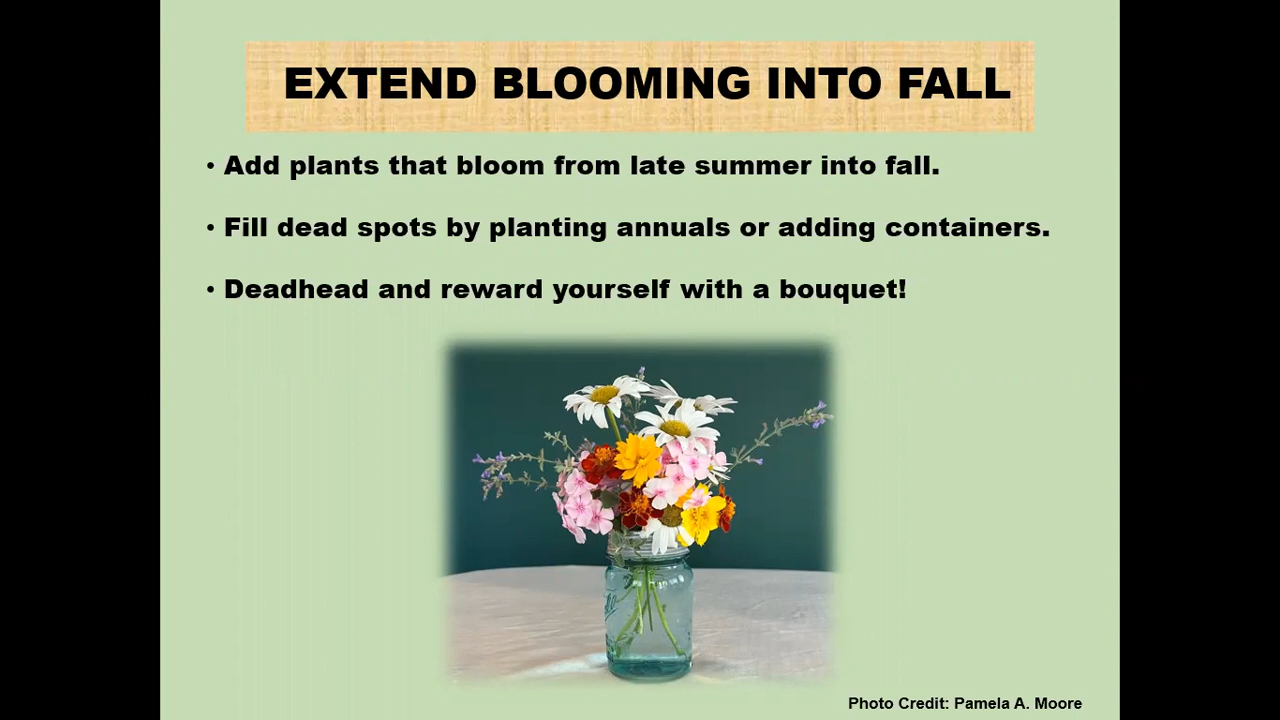 EXTEND BLOOMING INTO FALL
• Add plants that bloom from late summer into fall.
• Fill dead spots by planting annuals or adding containers.
• Deadhead and reward yourself with a bouquet!
Photo Credit: Pamela A. Moore